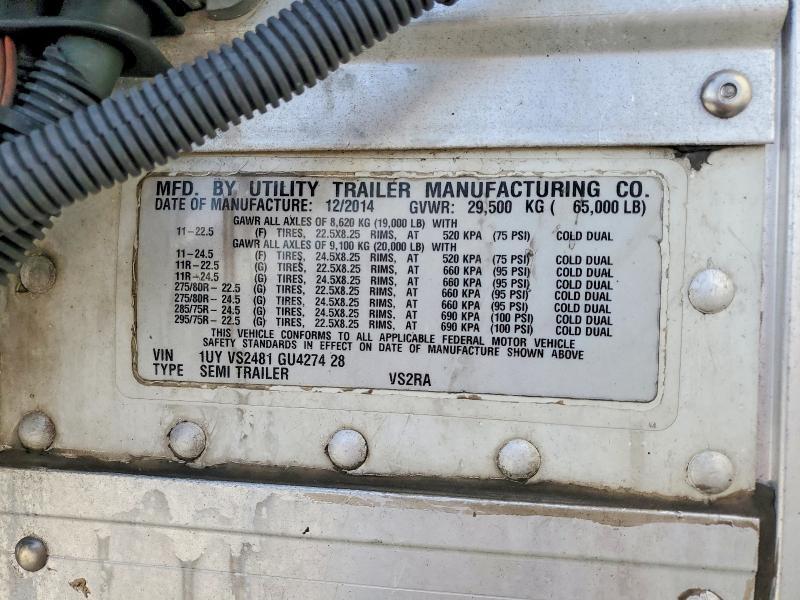 MFD. BY UTILITY TRAILER MANUFACTURING CO.
DATE OF MANUFACTURE: 12/2014 GVWR: 29,500 KG ( 65,000 LB)
GAWR ALL AXLES OF 8,620 KG (19,000 LB) WITH
11-22.5 (F) TIRES, 22.5X8.25 RIMS, AT 520 KPA (75 PSI) COLD DUAL
GAWR ALL AXLES OF 9,100 KG (20,000 LB) WITH
11-24.5 (F) TIRES, 24.5X8.25 RIMS, AT 520 KPA (75 PSI) COLD DUAL
11R-22.5 (G) TIRES, 22.5X8.25 RIMS, AT 660 KPA (95 PSI) COLD DUAL
11R-24.5 (G) TIRES, 24.5X8.25 RIMS, AT 660 KPA (95 PSI) COLD DUAL
275/80R-22.5 (G) TIRES, 22.5X8.25 RIMS, AT 660 KPA (95 PSI) COLD DUAL
275/80R-24.5 (G) TIRES, 24.5X8.25 RIMS, AT 660 KPA (95 PSI) COLD DUAL
285/75R-24.5 (G) TIRES, 24.5X8.25 RIMS, AT 690 KPA (100 PSI) COLD DUAL
295/75R-22.5 (G) TIRES, 22.5X8.25 RIMS, AT 690 KPA (100 PSI) COLD DUAL
THIS VEHICLE CONFORMS TO ALL APPLICABLE FEDERAL MOTOR VEHICLE
SAFETY STANDARDS IN EFFECT ON DATE OF MANUFACTURE SHOWN ABOVE
VIN 1UY VS2481 GU4274 28
TYPE SEMI TRAILER VS2RA